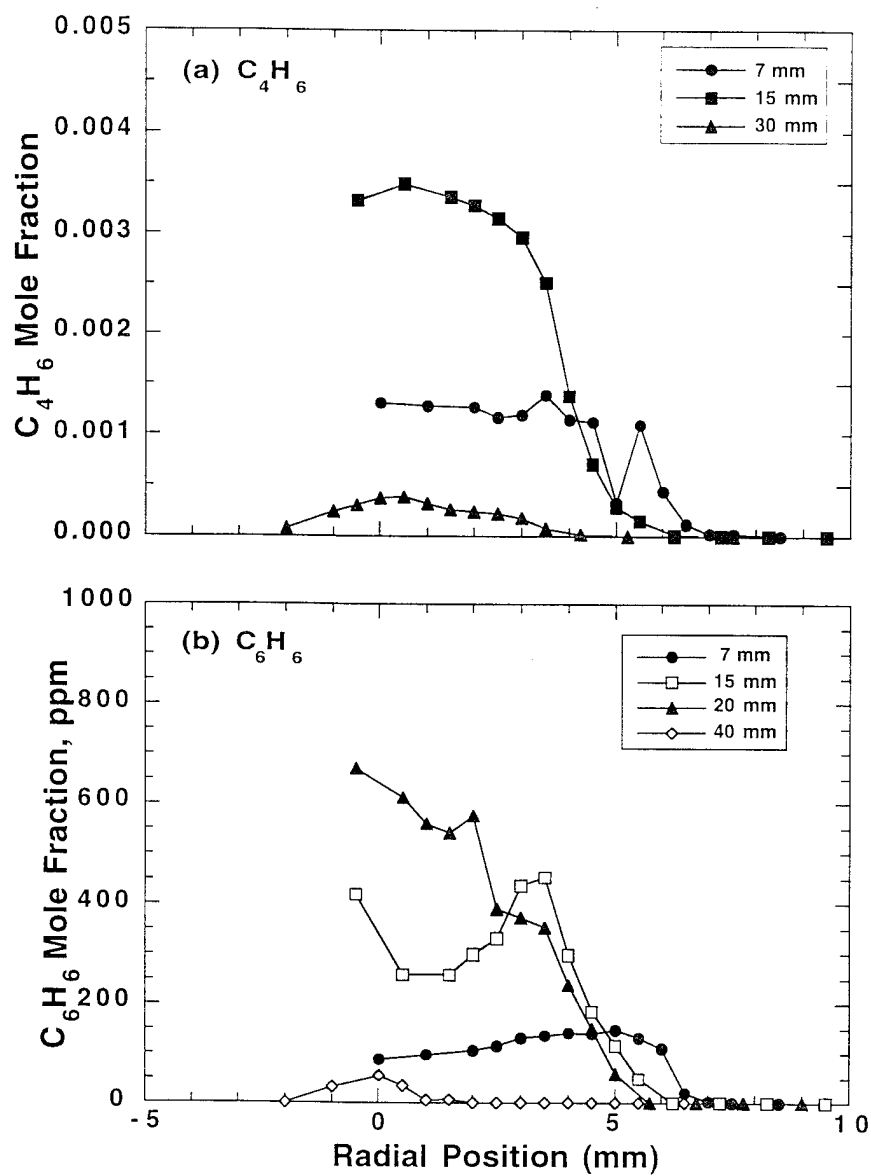 (a) C4H6
7 mm
15 mm
30 mm
0.005
0.004
0.003
0.002
0.001
0.000
C4H6 Mole Fraction
(b) C6H6
7 mm
15 mm
20 mm
40 mm
1000
800
600
400
200
0
C6H6 Mole Fraction, ppm
-5 0 5 10
Radial Position (mm)